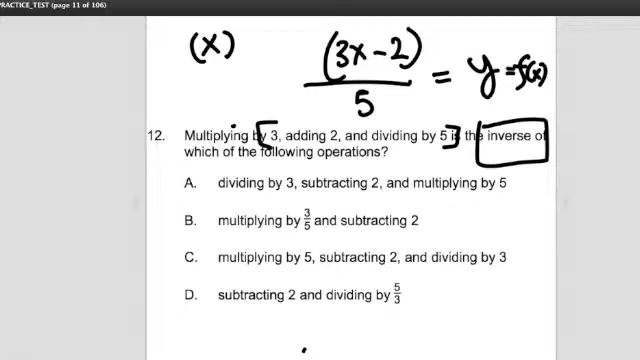 PRACTICE_TEST (page 11 of 106)
(x) (3x-2)
5 = y = f(x)
12. Multiplying by 3, adding 2, and dividing by 5 is the inverse of
which of the following operations?
A. dividing by 3, subtracting 2, and multiplying by 5
B. multiplying by 3/5 and subtracting 2
C. multiplying by 5, subtracting 2, and dividing by 3
D. subtracting 2 and dividing by 5/3